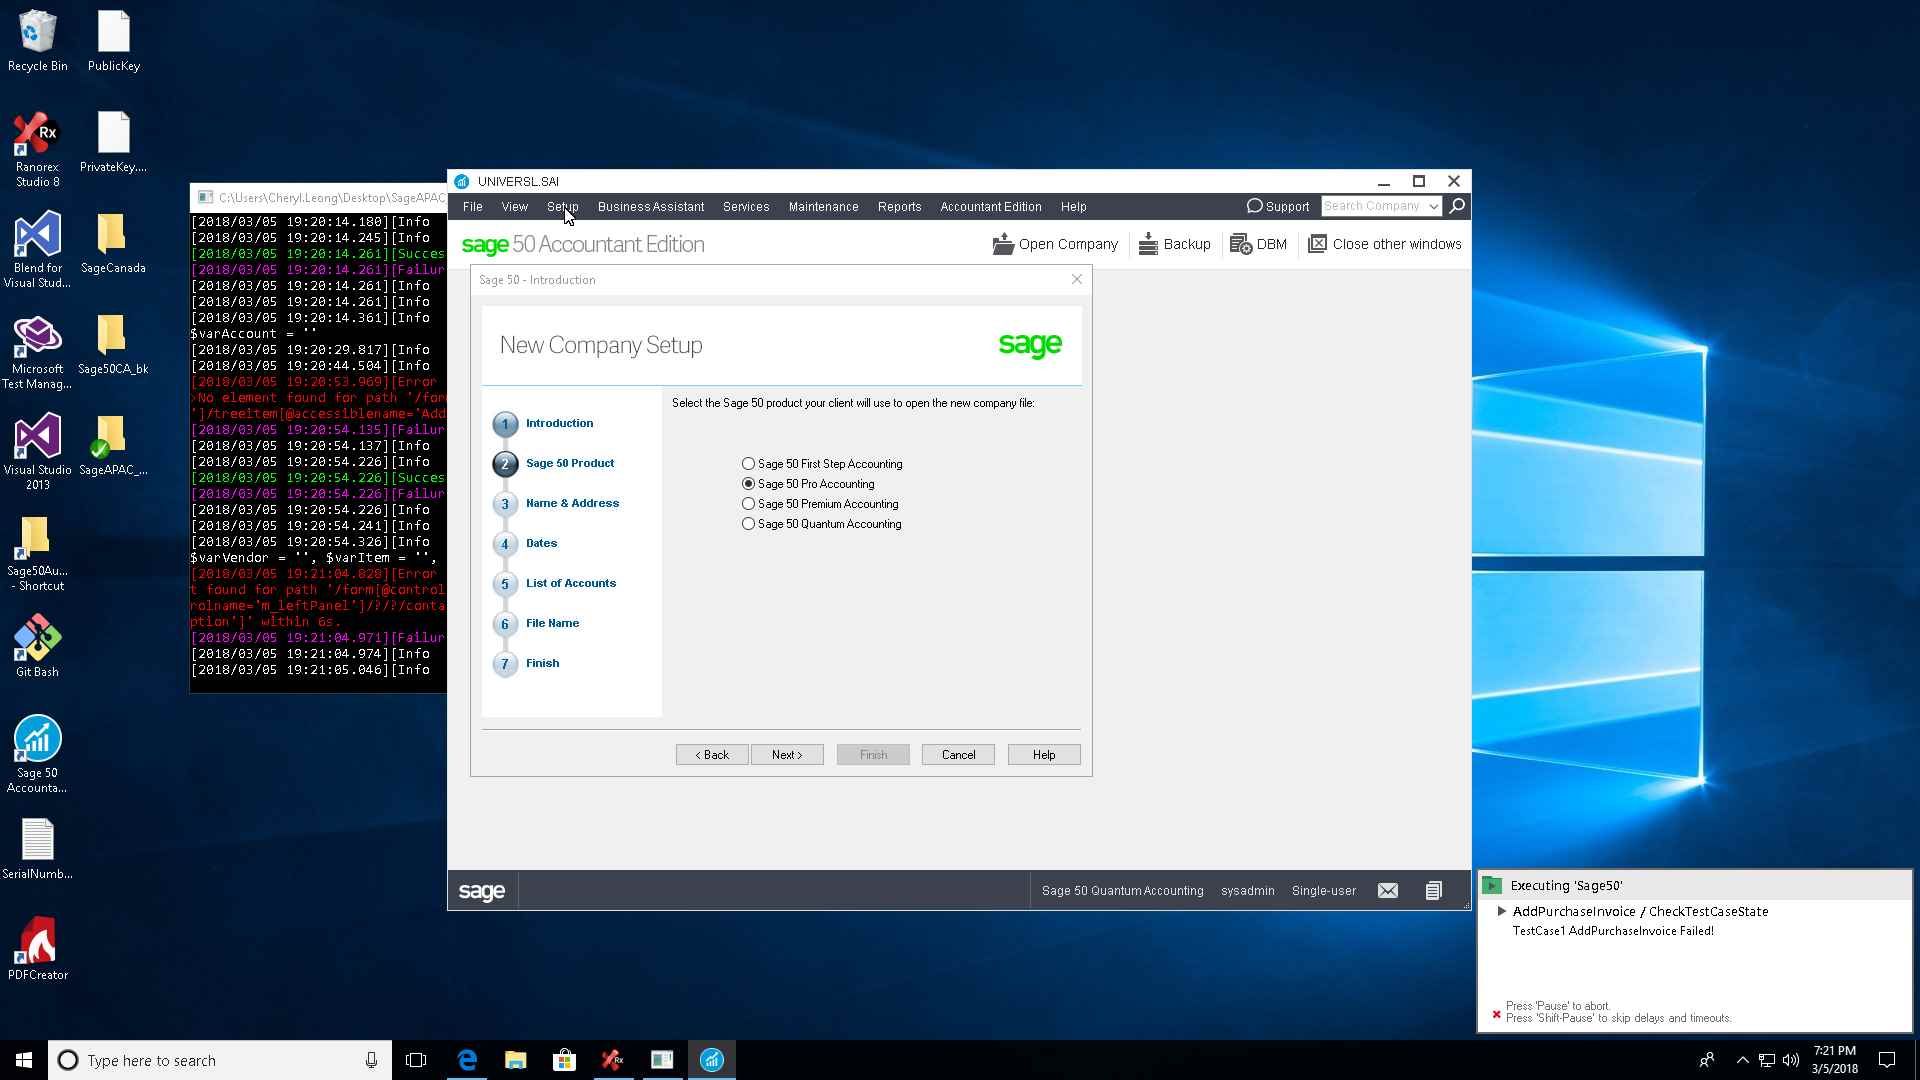 Recycle Bin
PublicKey
Ranorex
Studio 8
PrivateKey....
Blend for
Visual Stud...
SageCanada
Microsoft
Test Manag...
Sage50CA_bk
Visual Studio
2013
SageAPAC_...
Sage50Au...
- Shortcut
Git Bash
Sage 50
Accounta...
SerialNumb...
PDFCreator
C:\Users\Cheryl.Leong\Desktop\SageAPAC_
[2018/03/05 19:20:14.180][Info
[2018/03/05 19:20:14.245][Info
[2018/03/05 19:20:14.261][Succes
[2018/03/05 19:20:14.261][Failur
[2018/03/05 19:20:14.261][Info
[2018/03/05 19:20:14.261][Info
[2018/03/05 19:20:14.361][Info
$varAccount = ''
[2018/03/05 19:20:29.817][Info
[2018/03/05 19:20:44.504][Info
[2018/03/05 19:20:53.969][Error
>No element found for path '/for
']/treeitem[@accessiblename='Add
[2018/03/05 19:20:54.135][Failur
[2018/03/05 19:20:54.137][Info
[2018/03/05 19:20:54.226][Info
[2018/03/05 19:20:54.226][Succes
[2018/03/05 19:20:54.226][Failur
[2018/03/05 19:20:54.226][Info
[2018/03/05 19:20:54.241][Info
[2018/03/05 19:20:54.326][Info
$varVendor = '', $varItem = '',
[2018/03/05 19:21:04.828][Error
t found for path '/form[@control
rolname='m_leftPanel']/?/?/conta
ption']' within 6s.
[2018/03/05 19:21:04.971][Failur
[2018/03/05 19:21:04.974][Info
[2018/03/05 19:21:05.046][Info
UNIVERSL.SAI
File View Setup Business Assistant Services Maintenance Reports Accountant Edition Help
Support Search Company
sage 50 Accountant Edition
Open Company Backup DBM Close other windows
Sage 50 - Introduction
New Company Setup
sage
1 Introduction
2 Sage 50 Product
3 Name & Address
4 Dates
5 List of Accounts
6 File Name
7 Finish
Select the Sage 50 product your client will use to open the new company file:
Sage 50 First Step Accounting
Sage 50 Pro Accounting
Sage 50 Premium Accounting
Sage 50 Quantum Accounting
< Back Next > Finish Cancel Help
sage
Sage 50 Quantum Accounting sysadmin Single-user
Executing 'Sage50'
AddPurchaseInvoice / CheckTestCaseState
TestCase1 AddPurchaseInvoice Failed!
Press 'Pause' to abort.
Press 'Shift-Pause' to skip delays and timeouts.
Type here to search
7:21 PM
3/5/2018